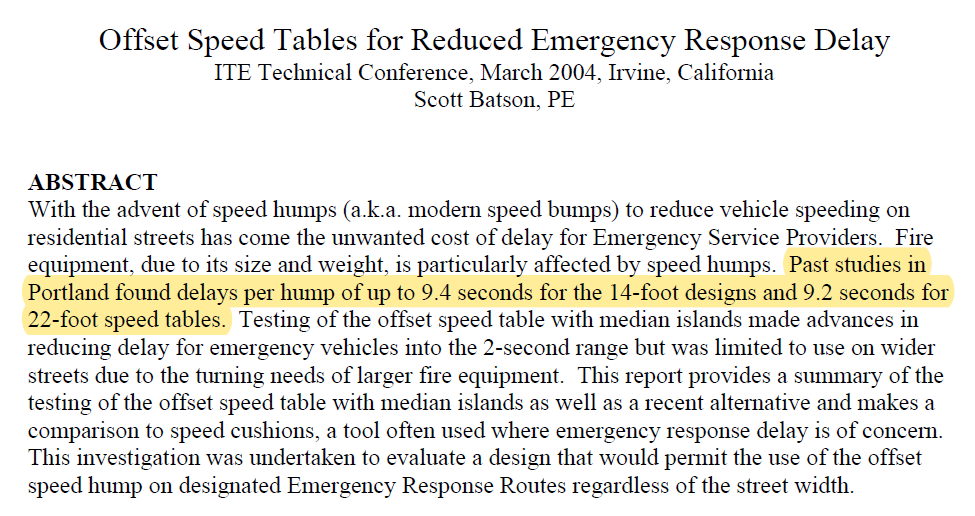 Offset Speed Tables for Reduced Emergency Response Delay
ITE Technical Conference, March 2004, Irvine, California
Scott Batson, PE
ABSTRACT
With the advent of speed humps (a.k.a. modern speed bumps) to reduce vehicle speeding on
residential streets has come the unwanted cost of delay for Emergency Service Providers.  Fire
equipment, due to its size and weight, is particularly affected by speed humps.  Past studies in
Portland found delays per hump of up to 9.4 seconds for the 14-foot designs and 9.2 seconds for
22-foot speed tables.  Testing of the offset speed table with median islands made advances in
reducing delay for emergency vehicles into the 2-second range but was limited to use on wider
streets due to the turning needs of larger fire equipment.  This report provides a summary of the
testing of the offset speed table with median islands as well as a recent alternative and makes a
comparison to speed cushions, a tool often used where emergency response delay is of concern.
This investigation was undertaken to evaluate a design that would permit the use of the offset
speed hump on designated Emergency Response Routes regardless of the street width.